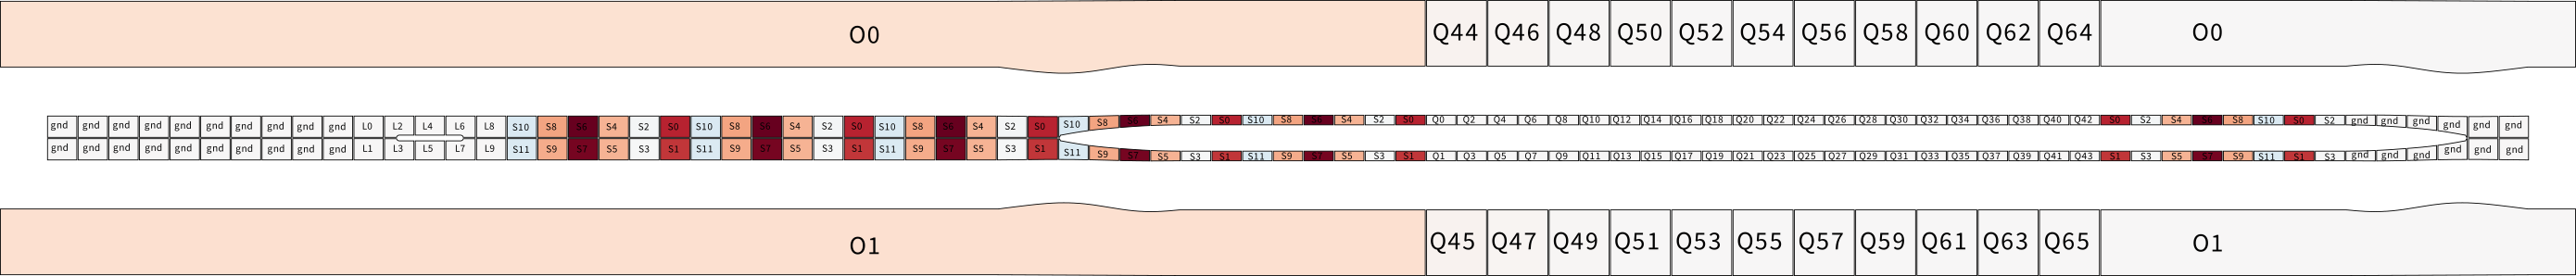 O0 Q44 Q46 Q48 Q50 Q52 Q54 Q56 Q58 Q60 Q62 Q64 O0
gnd gnd gnd gnd gnd gnd gnd gnd gnd gnd L0 L2 L4 L6 L8 S10 S8 S6 S4 S2 S0 S10 S8 S6 S4 S2 S0 S10 S8 S6 S4 S2 S0 S10 S8 S6 S4 S2 S0 S10 S8 S6 S4 S2 S0 Q0 Q2 Q4 Q6 Q8 Q10 Q12 Q14 Q16 Q18 Q20 Q22 Q24 Q26 Q28 Q30 Q32 Q34 Q36 Q38 Q40 Q42 S0 S2 S4 S6 S8 S10 S0 S2 gnd gnd gnd gnd gnd gnd
gnd gnd gnd gnd gnd gnd gnd gnd gnd gnd L1 L3 L5 L7 L9 S11 S9 S7 S5 S3 S1 S11 S9 S7 S5 S3 S1 S11 S9 S7 S5 S3 S1 S11 S9 S7 S5 S3 S1 S11 S9 S7 S5 S3 S1 Q1 Q3 Q5 Q7 Q9 Q11 Q13 Q15 Q17 Q19 Q21 Q23 Q25 Q27 Q29 Q31 Q33 Q35 Q37 Q39 Q41 Q43 S1 S3 S5 S7 S9 S11 S1 S3 gnd gnd gnd gnd gnd gnd
O1 Q45 Q47 Q49 Q51 Q53 Q55 Q57 Q59 Q61 Q63 Q65 O1